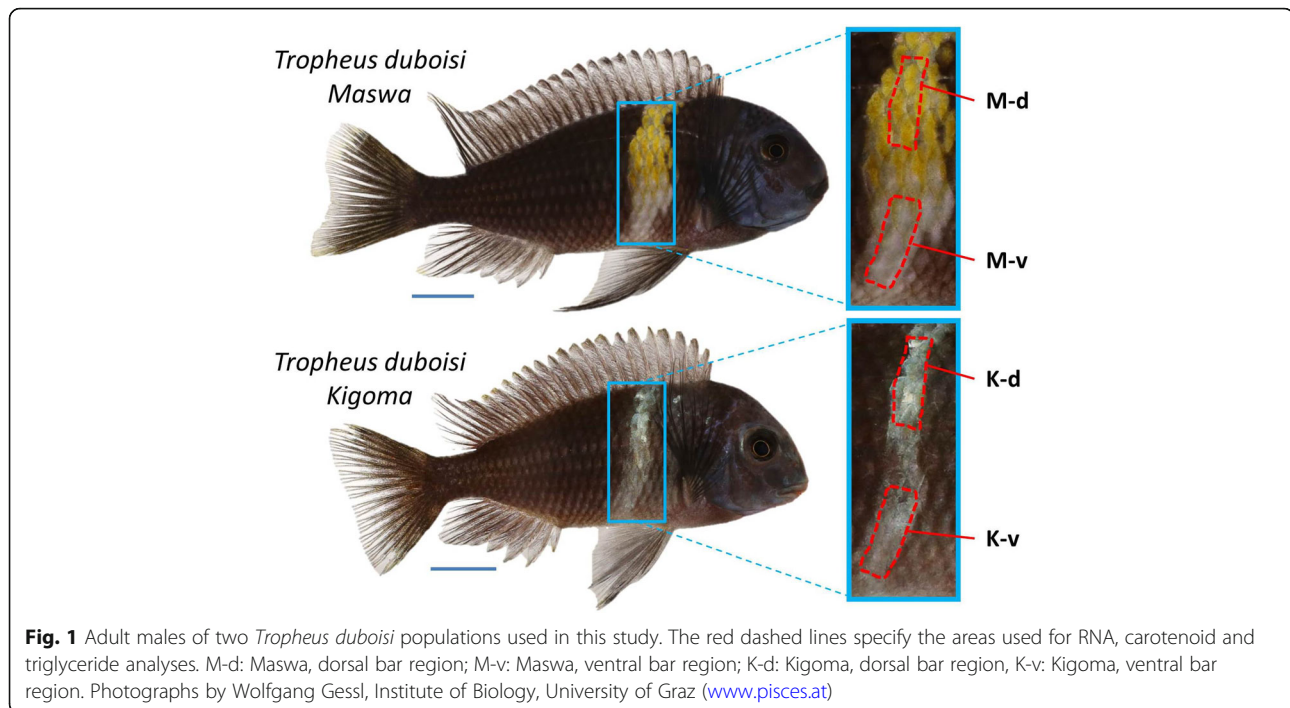 Tropheus duboisi
Maswa
M-d
M-v
Tropheus duboisi
Kigoma
K-d
K-v
Fig. 1 Adult males of two Tropheus duboisi populations used in this study. The red dashed lines specify the areas used for RNA, carotenoid and
triglyceride analyses. M-d: Maswa, dorsal bar region; M-v: Maswa, ventral bar region; K-d: Kigoma, dorsal bar region, K-v: Kigoma, ventral bar
region. Photographs by Wolfgang Gessl, Institute of Biology, University of Graz (www.pisces.at)